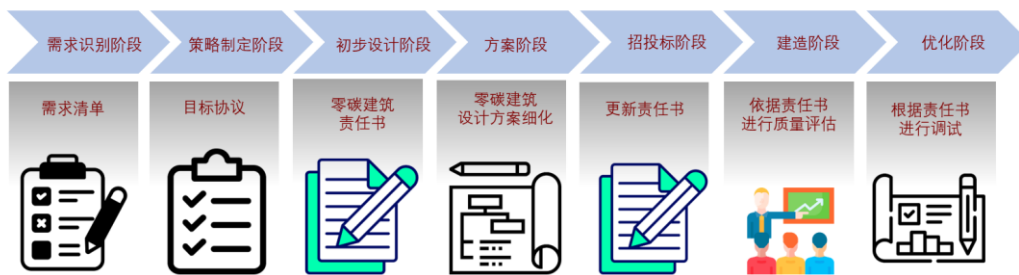 需求识别阶段
策略制定阶段
初步设计阶段
方案阶段
招投标阶段
建造阶段
优化阶段
需求清单
目标协议
零碳建筑
责任书
零碳建筑
设计方案细化
更新责任书
依据责任书
进行质量评估
根据责任书
进行调试